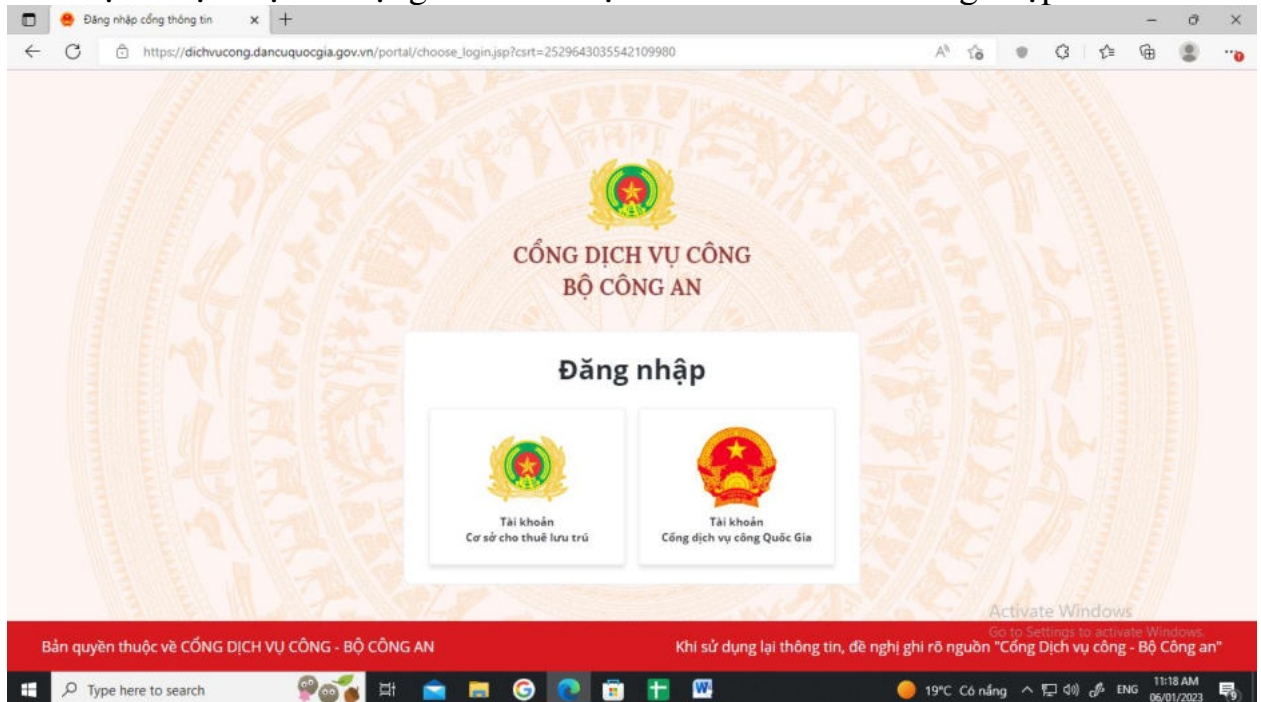 Đăng nhập cổng thông tin
https://dichvucong.dancuquocgia.gov.vn/portal/choose_login.jsp?csrt=2529643035542109980
CỔNG DỊCH VỤ CÔNG
BỘ CÔNG AN
Đăng nhập
Tài khoản
Cơ sở cho thuê lưu trú
Tài khoản
Cổng dịch vụ công Quốc Gia
Activate Windows
Go to Settings to activate Windows.
Bản quyền thuộc về CỔNG DỊCH VỤ CÔNG - BỘ CÔNG AN
Khi sử dụng lại thông tin, đề nghị ghi rõ nguồn "Cổng Dịch vụ công - Bộ Công an"
Type here to search
19°C Có nắng
ENG
11:18 AM
06/01/2023